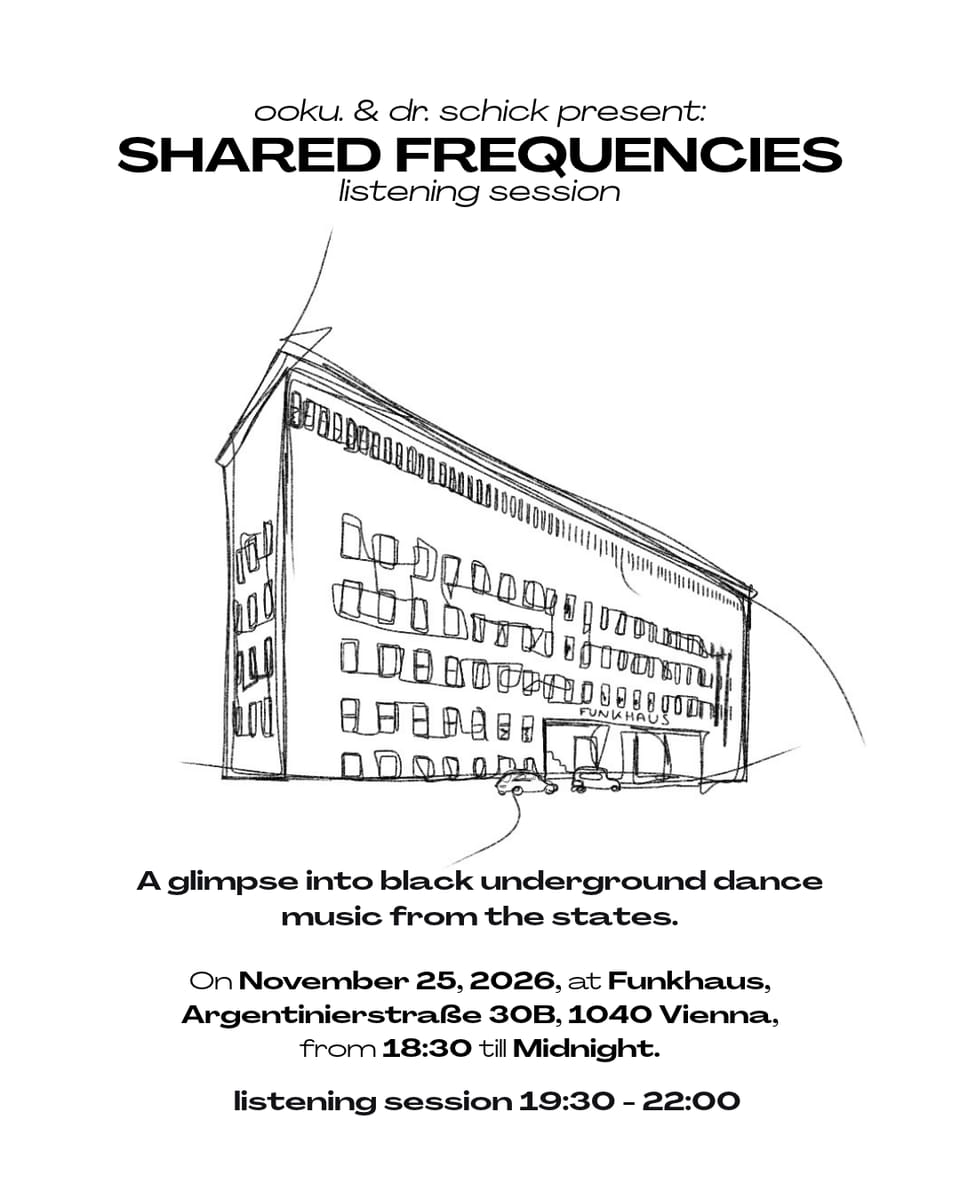 ooku. & dr. schick present:
SHARED FREQUENCIES
listening session
FUNKHAUS
A glimpse into black underground dance
music from the states.
On November 25, 2026, at Funkhaus,
Argentinierstraße 30B, 1040 Vienna,
from 18:30 till Midnight.
listening session 19:30 - 22:00